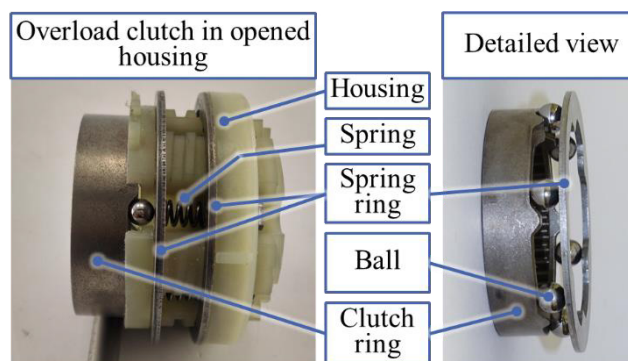 Overload clutch in opened
housing
Detailed view
Housing
Spring
Spring
ring
Ball
Clutch
ring